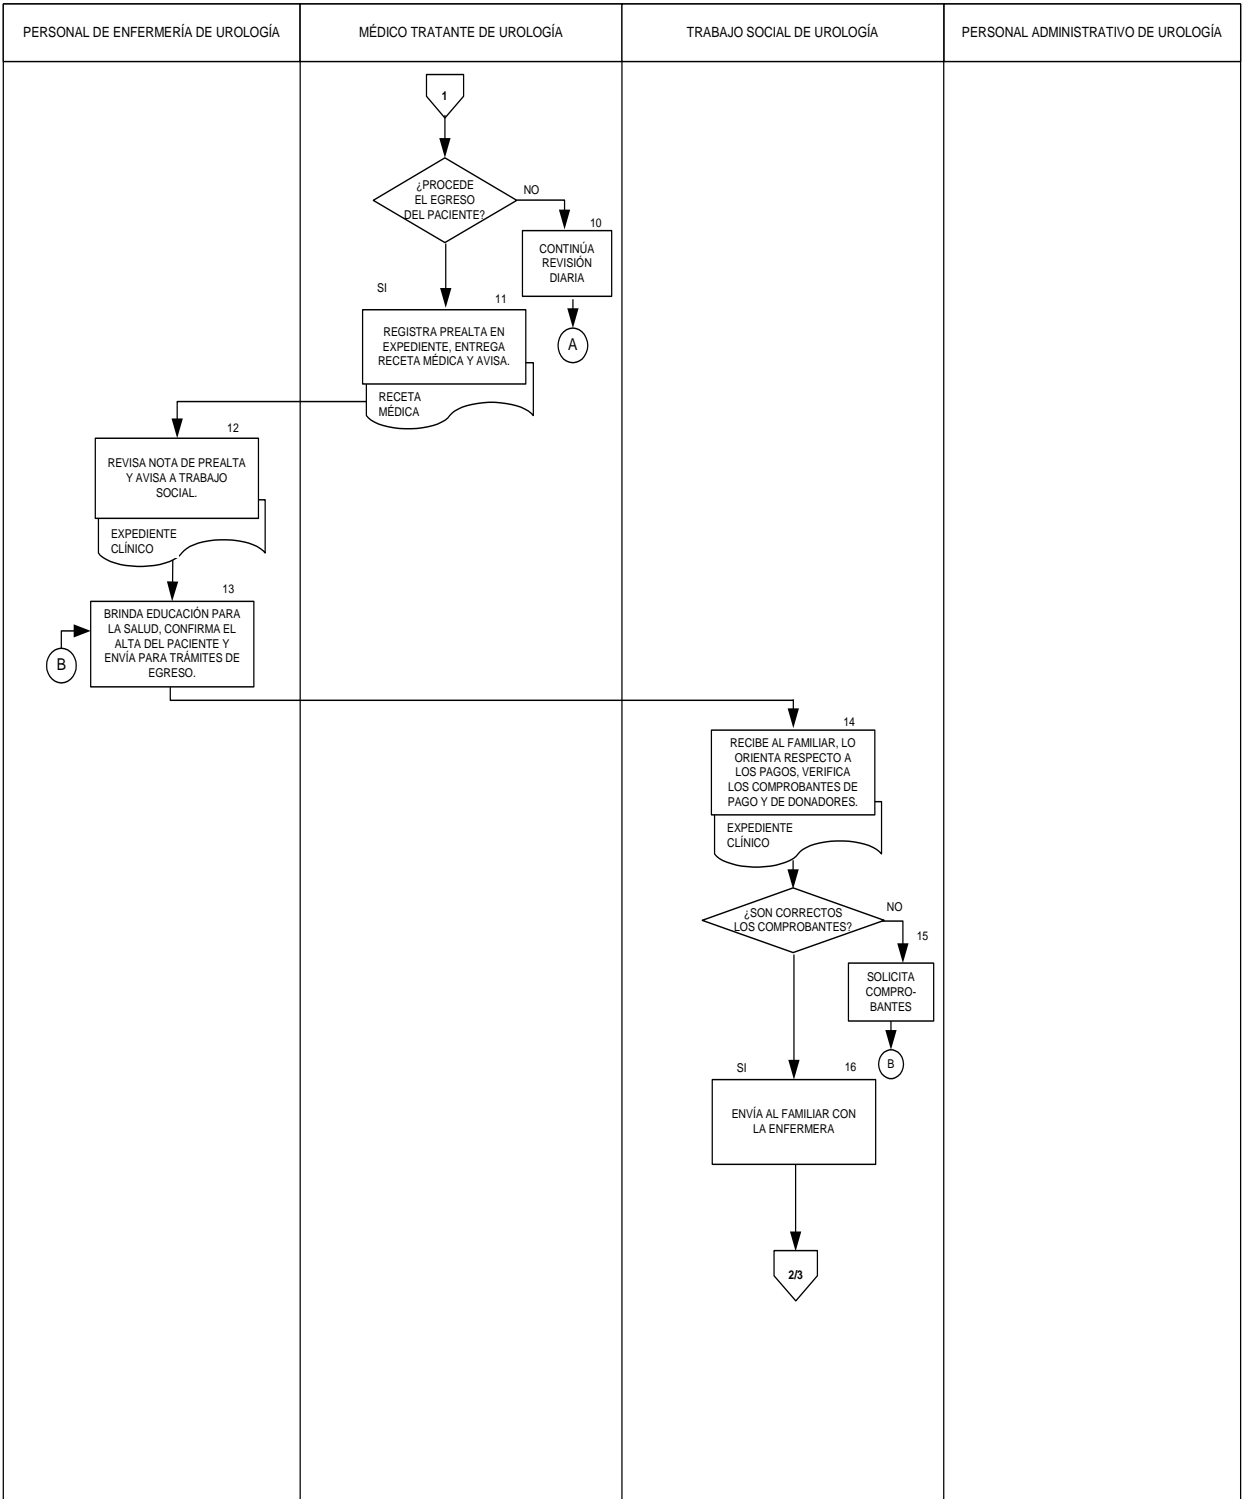 PERSONAL DE ENFERMERÍA DE UROLOGÍA
MÉDICO TRATANTE DE UROLOGÍA
TRABAJO SOCIAL DE UROLOGÍA
PERSONAL ADMINISTRATIVO DE UROLOGÍA
1
¿PROCEDE
EL EGRESO
DEL PACIENTE?
NO
10
CONTINÚA
REVISIÓN
DIARIA
A
SI
11
REGISTRA PREALTA EN
EXPEDIENTE, ENTREGA
RECETA MÉDICA Y AVISA.
RECETA
MÉDICA
12
REVISA NOTA DE PREALTA
Y AVISA A TRABAJO
SOCIAL.
EXPEDIENTE
CLÍNICO
13
BRINDA EDUCACIÓN PARA
LA SALUD, CONFIRMA EL
ALTA DEL PACIENTE Y
ENVÍA PARA TRÁMITES DE
EGRESO.
B
14
RECIBE AL FAMILIAR, LO
ORIENTA RESPECTO A
LOS PAGOS, VERIFICA
LOS COMPROBANTES DE
PAGO Y DE DONADORES.
EXPEDIENTE
CLÍNICO
¿SON CORRECTOS
LOS COMPROBANTES?
NO
15
SOLICITA
COMPRO-
BANTES
B
SI
16
ENVÍA AL FAMILIAR CON
LA ENFERMERA
2/3